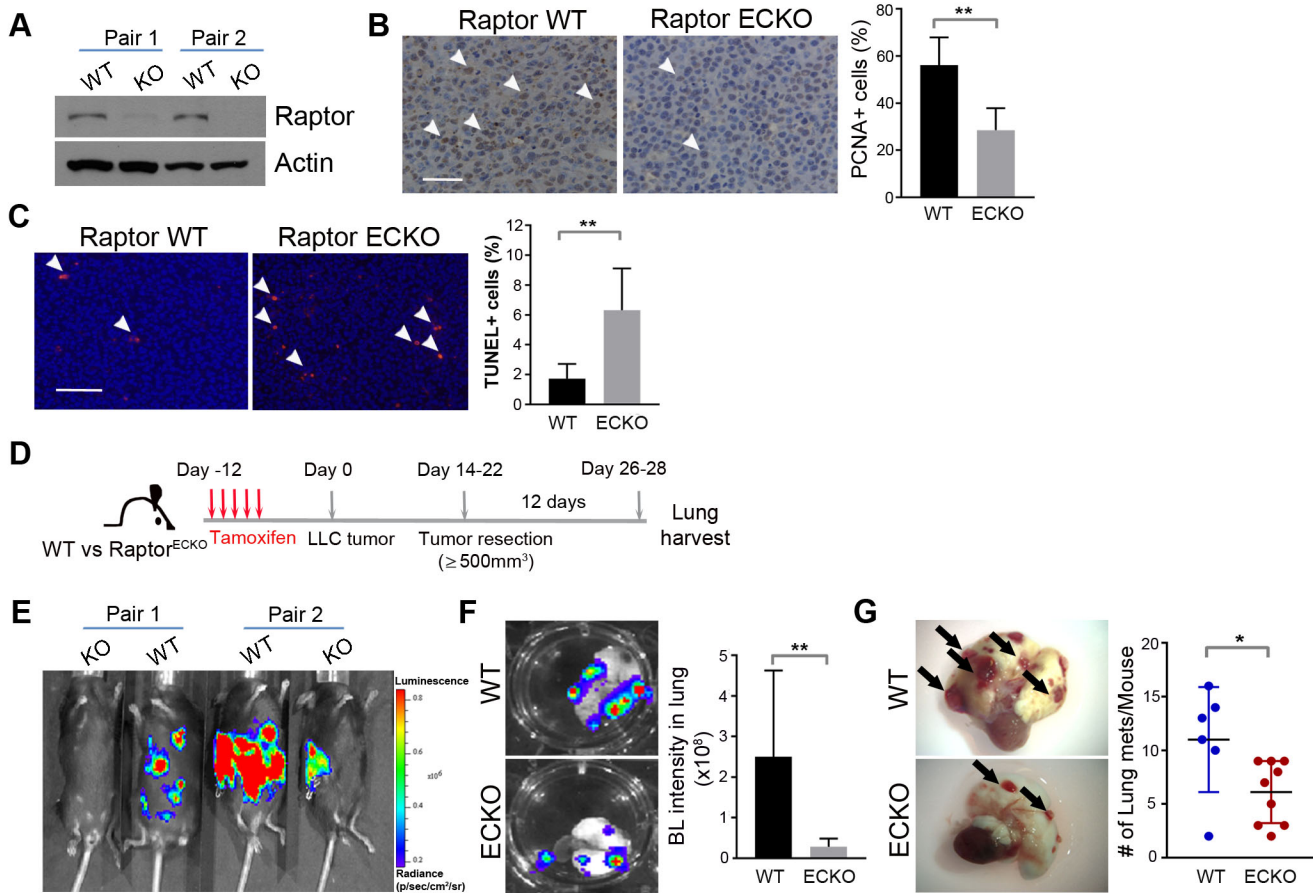 A
Pair 1 Pair 2
WT KO WT KO
Raptor
Actin
B
Raptor WT Raptor ECKO
PCNA+ cells (%)
80
60
40
20
0
**
WT ECKO
C
Raptor WT Raptor ECKO
TUNEL+ cells (%)
12
10
8
6
4
2
0
**
WT ECKO
D
Day -12 Day 0 Day 14-22 Day 26-28
12 days
WT vs Raptor^ECKO
Tamoxifen LLC tumor Tumor resection
(≥500mm³)
Lung
harvest
E
Pair 1 Pair 2
KO WT WT KO
Luminescence
0.8
0.6
x10⁶
0.4
0.2
Radiance
(p/sec/cm²/sr)
F
WT
ECKO
BL intensity in lung
(x10⁸)
5
4
3
2
1
0
**
WT ECKO
G
WT
ECKO
# of Lung mets/Mouse
20
15
10
5
0
*
WT ECKO